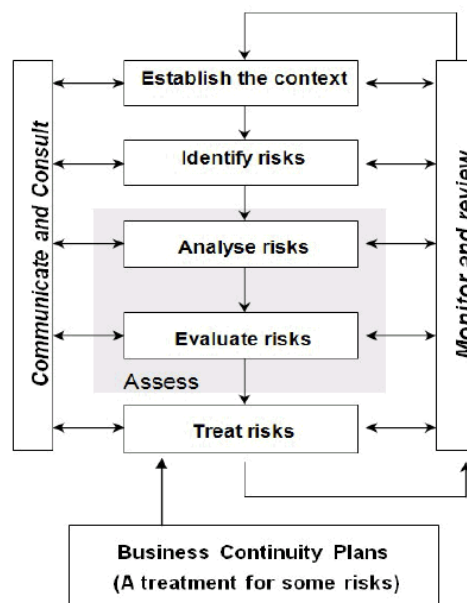 Establish the context
Communicate and Consult
Monitor and review
Identify risks
Analyse risks
Evaluate risks
Assess
Treat risks
Business Continuity Plans
(A treatment for some risks)